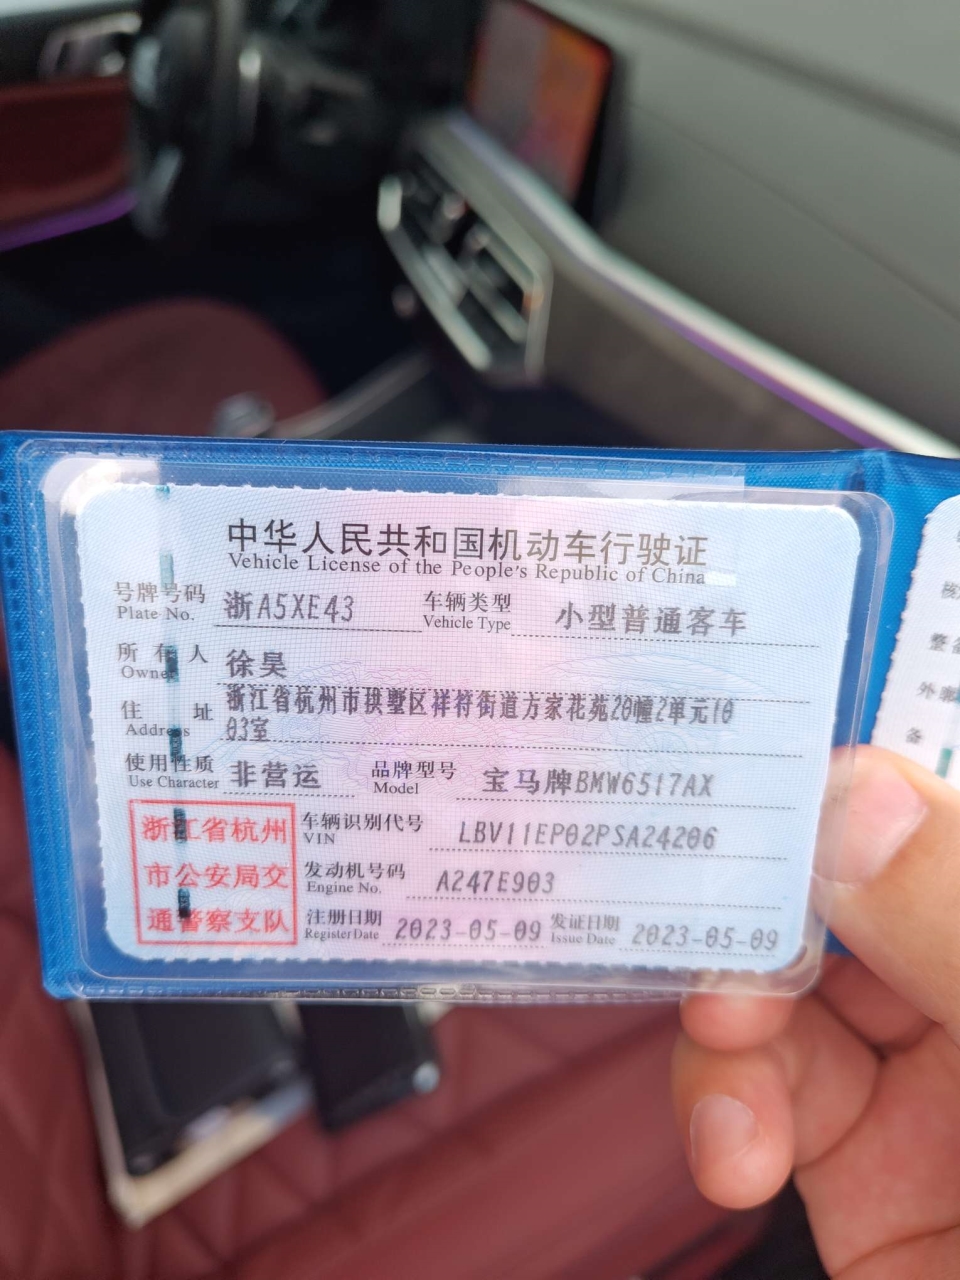 中华人民共和国机动车行驶证
Vehicle License of the People's Republic of China
号牌号码 浙A5XE43 车辆类型 小型普通客车
Plate No. Vehicle Type
所有人 徐昊
Owner
住址 浙江省杭州市拱墅区祥符街道方家花苑20幢2单元10
Address 03室
使用性质 非营运 品牌型号 宝马牌BMW6517AX
Use Character Model
浙江省杭州 车辆识别代号 LBV11EP02PSA24206
VIN
市公安局交 发动机号码 A247E903
Engine No.
通警察支队 注册日期 2023-05-09 发证日期 2023-05-09
Register Date Issue Date
整备
外廓
备